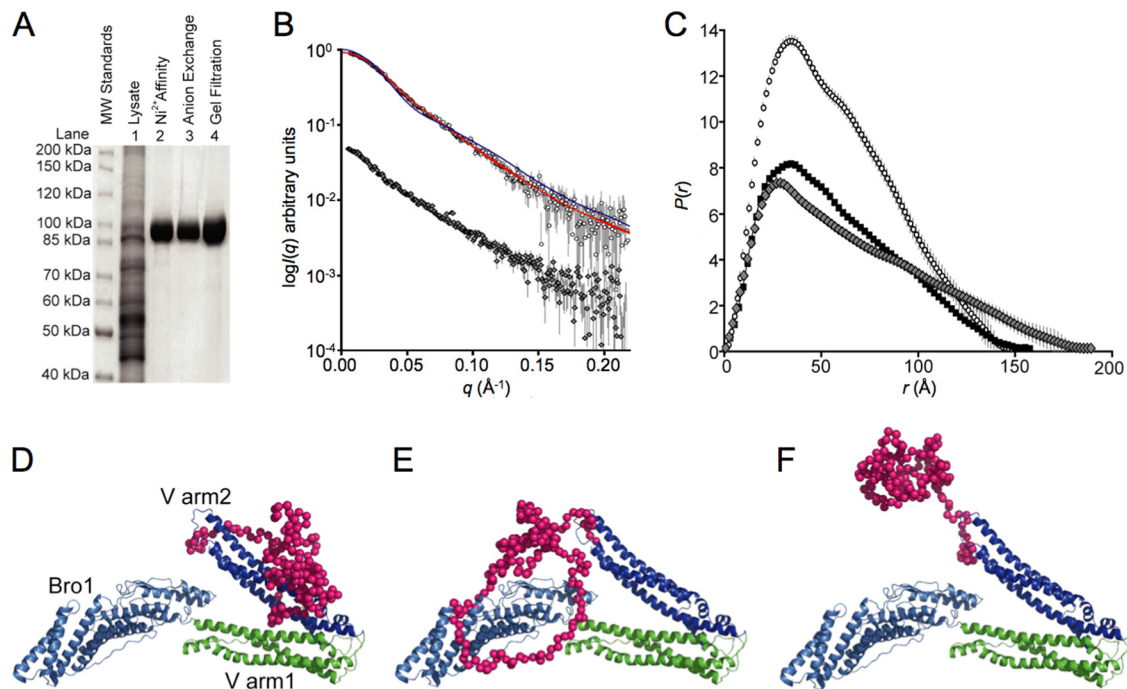 A
MW Standards
Lysate
Ni2+Affinity
Anion Exchange
Gel Filtration
Lane 1 2 3 4
200 kDa
150 kDa
120 kDa
100 kDa
85 kDa
70 kDa
60 kDa
50 kDa
40 kDa
B
logI(q) arbitrary units
10^0
10^-1
10^-2
10^-3
10^-4
0.00 0.05 0.10 0.15 0.20
q (Å-1)
C
P(r)
14
12
10
8
6
4
2
0
0 50 100 150 200
r (Å)
D
V arm2
Bro1
V arm1
E
F